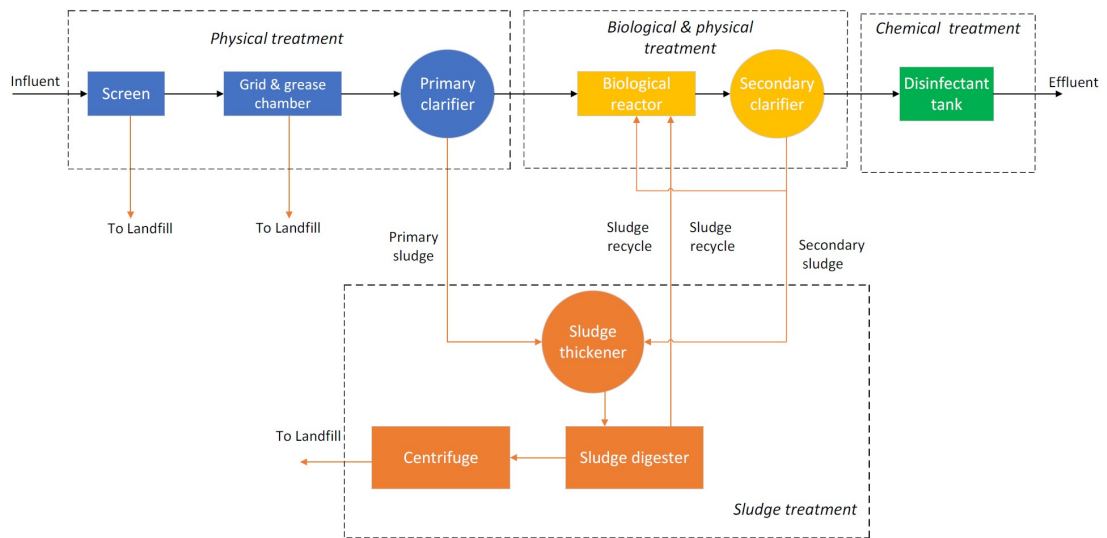 Physical treatment
Biological & physical
treatment
Chemical treatment
Influent
Screen
Grid & grease
chamber
Primary
clarifier
Biological
reactor
Secondary
clarifier
Disinfectant
tank
Effluent
To Landfill
To Landfill
Primary
sludge
Sludge
recycle
Sludge
recycle
Secondary
sludge
Sludge
thickener
To Landfill
Centrifuge
Sludge digester
Sludge treatment